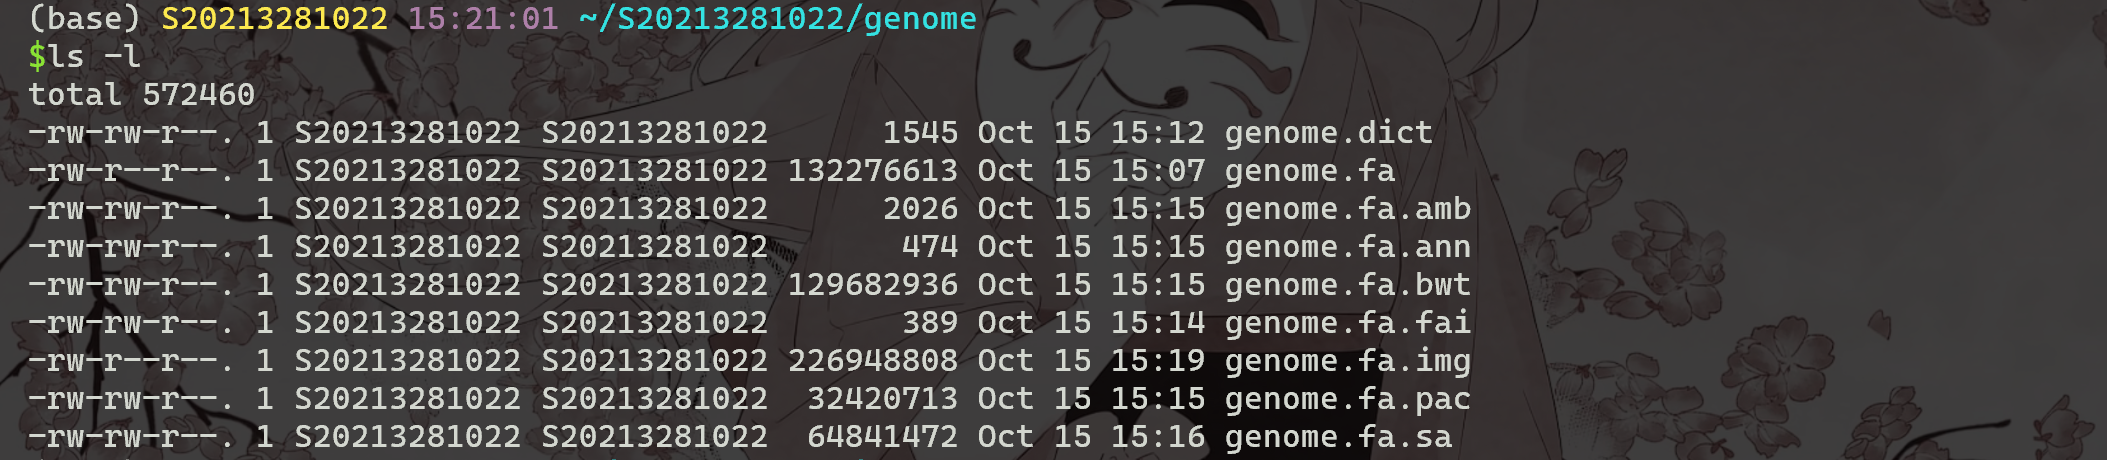 (base) S20213281022 15:21:01 ~/S20213281022/genome
$ls -l
total 572460
-rw-rw-r--. 1 S20213281022 S20213281022      1545 Oct 15 15:12 genome.dict
-rw-r--r--. 1 S20213281022 S20213281022 132276613 Oct 15 15:07 genome.fa
-rw-rw-r--. 1 S20213281022 S20213281022      2026 Oct 15 15:15 genome.fa.amb
-rw-rw-r--. 1 S20213281022 S20213281022       474 Oct 15 15:15 genome.fa.ann
-rw-rw-r--. 1 S20213281022 S20213281022 129682936 Oct 15 15:15 genome.fa.bwt
-rw-rw-r--. 1 S20213281022 S20213281022       389 Oct 15 15:14 genome.fa.fai
-rw-r--r--. 1 S20213281022 S20213281022 226948808 Oct 15 15:19 genome.fa.img
-rw-rw-r--. 1 S20213281022 S20213281022  32420713 Oct 15 15:15 genome.fa.pac
-rw-rw-r--. 1 S20213281022 S20213281022  64841472 Oct 15 15:16 genome.fa.sa